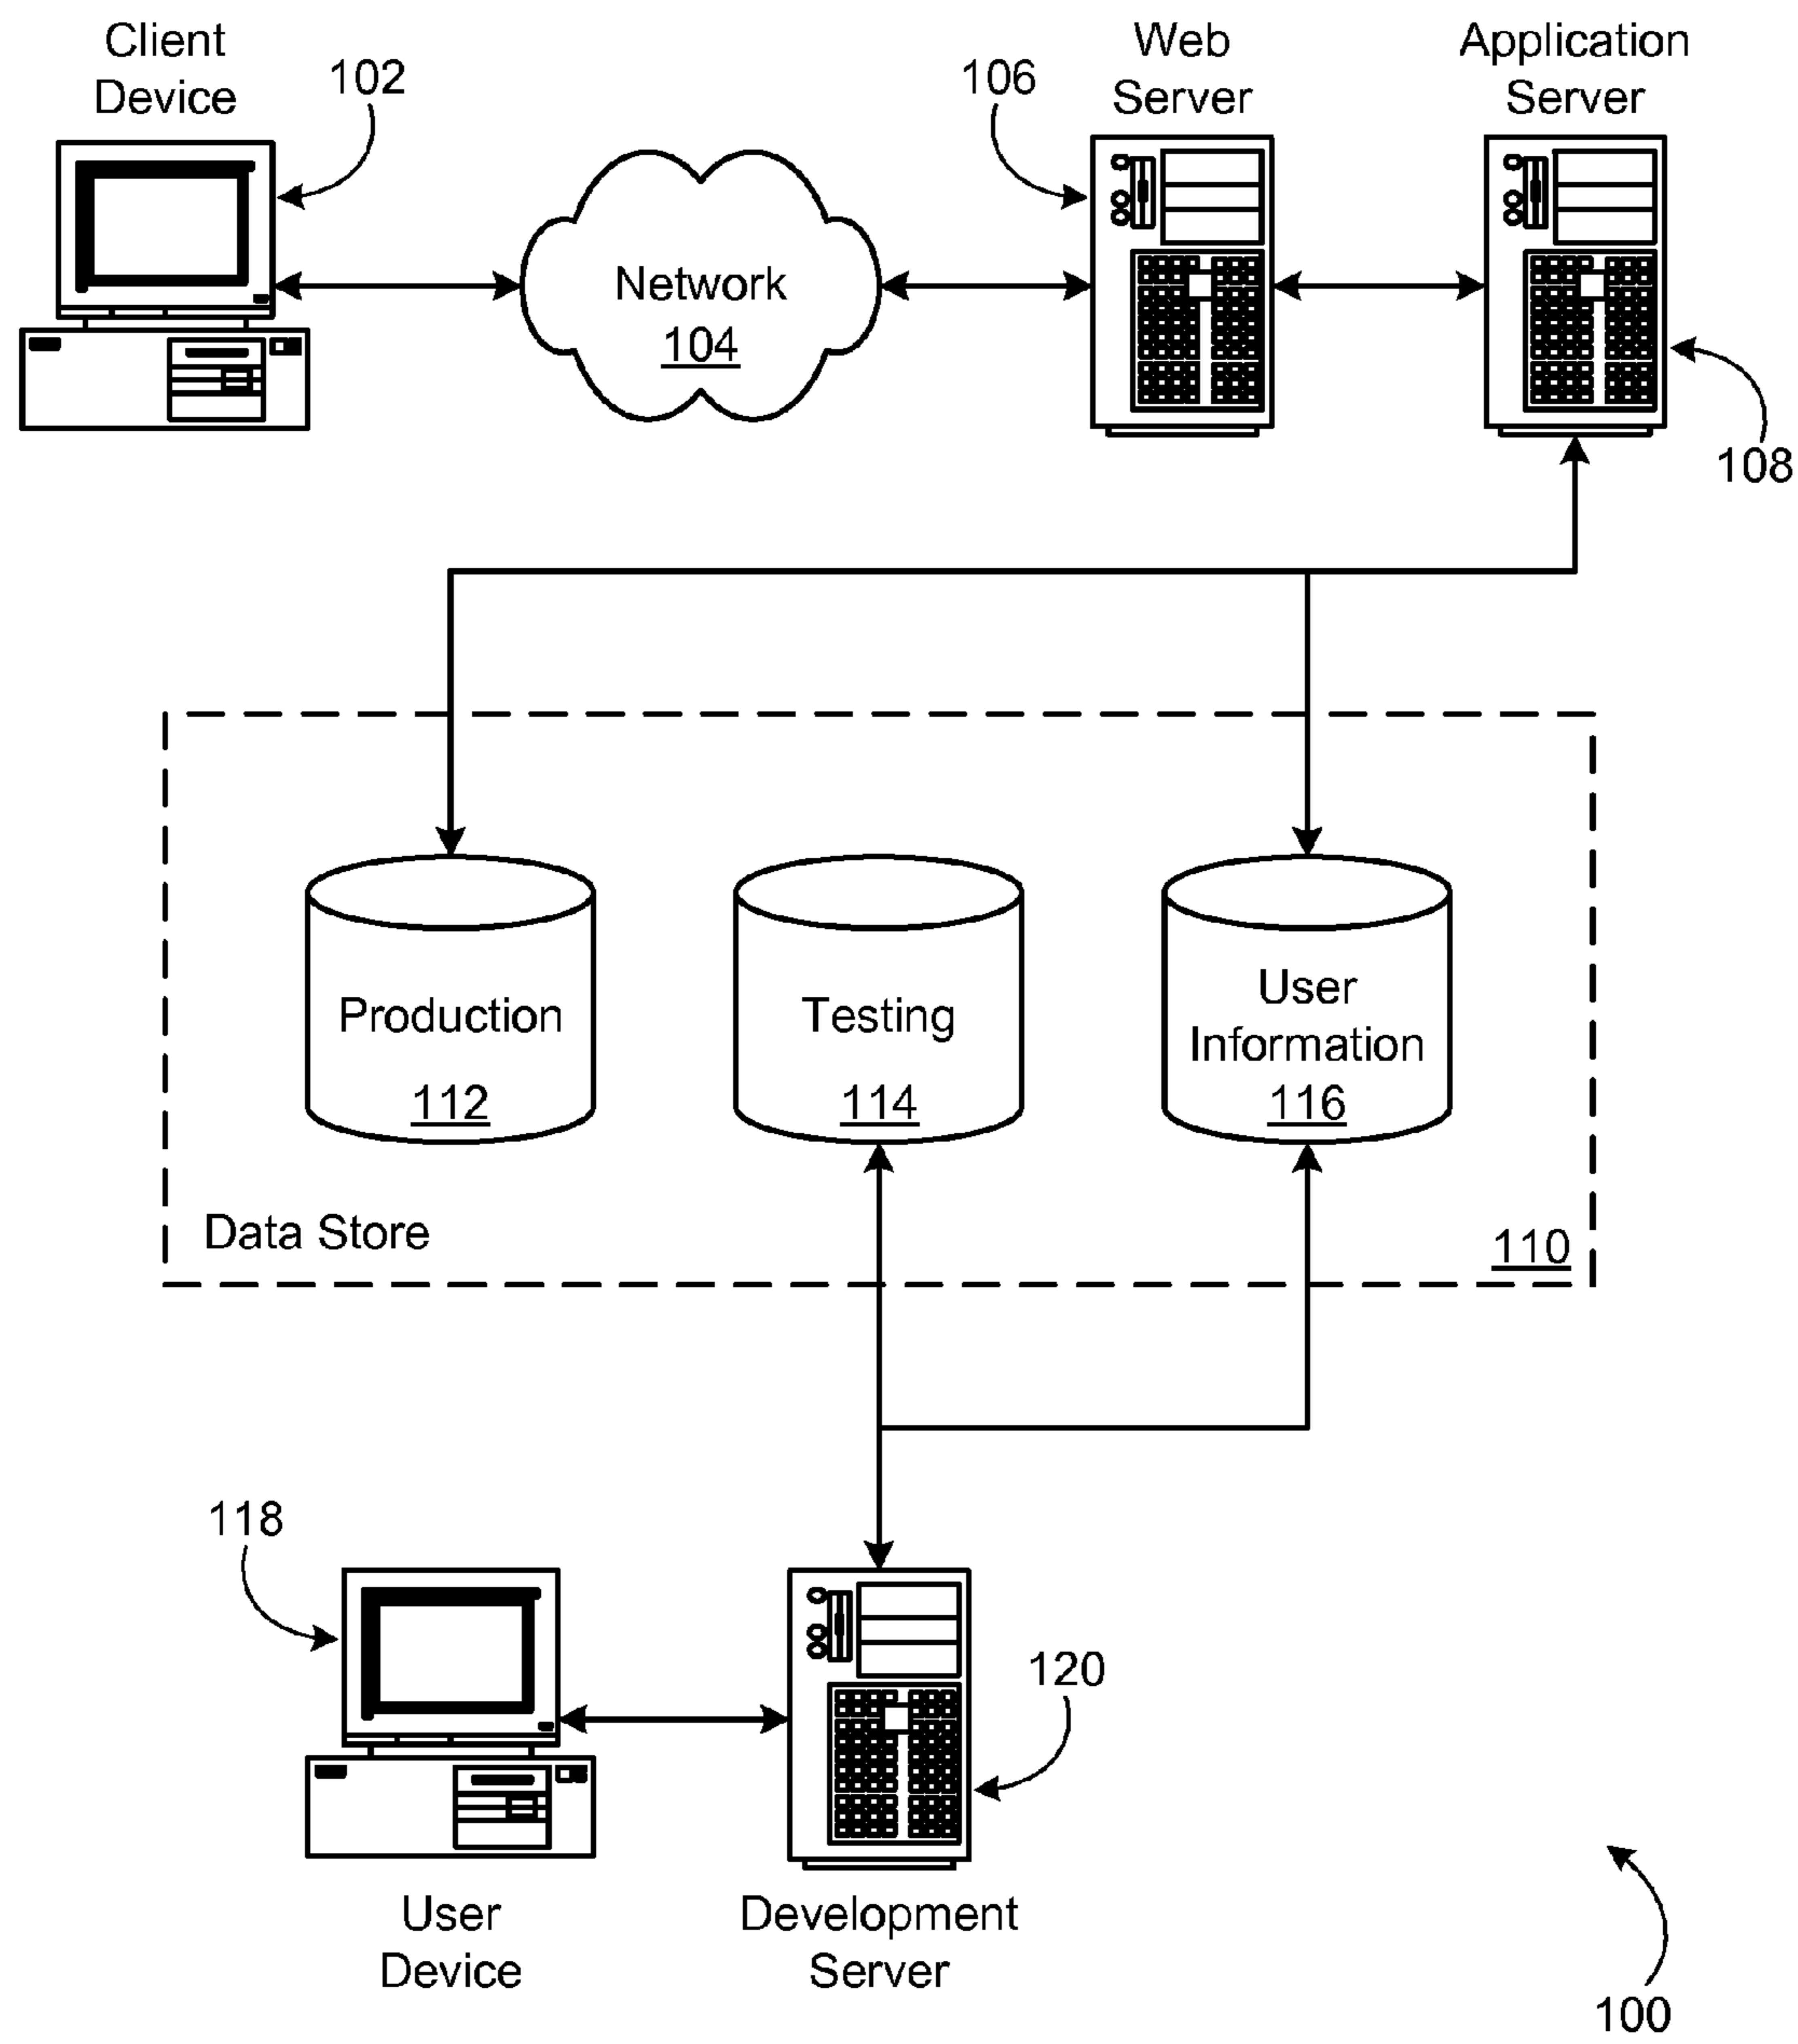 Client
Device
102
Web
Server
106
Application
Server
108
Network
104
Production
112
Testing
114
User
Information
116
Data Store
110
118
120
User
Device
Development
Server
100